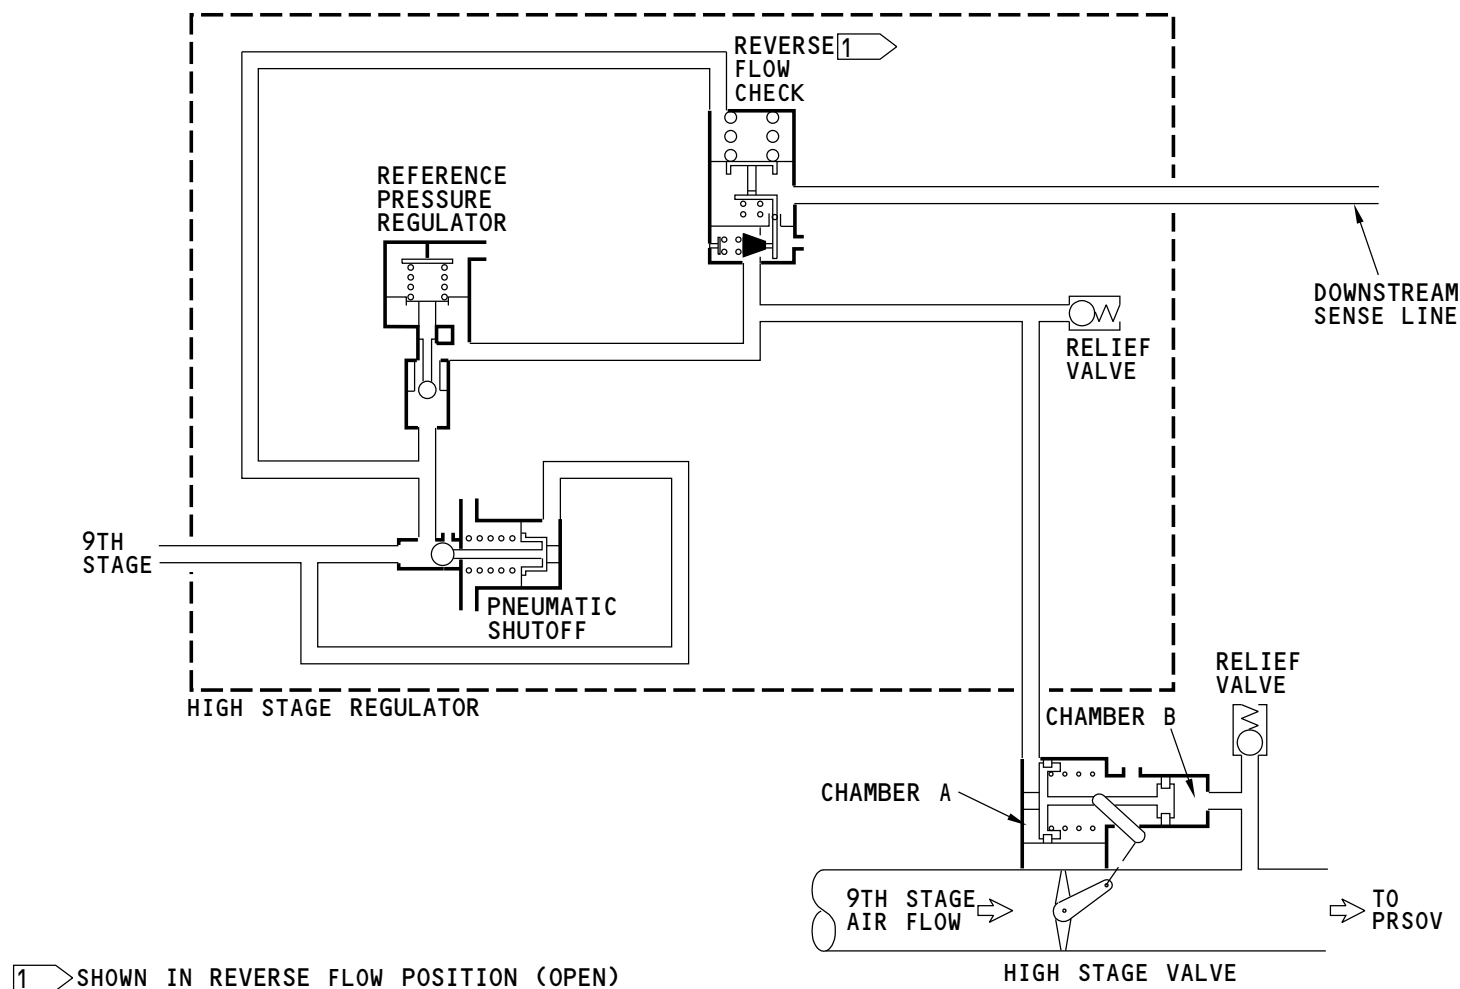 REVERSE 1
FLOW
CHECK
REFERENCE
PRESSURE
REGULATOR
DOWNSTREAM
SENSE LINE
RELIEF
VALVE
9TH
STAGE
PNEUMATIC
SHUTOFF
HIGH STAGE REGULATOR
RELIEF
VALVE
CHAMBER B
CHAMBER A
9TH STAGE
AIR FLOW
TO
PRSOV
HIGH STAGE VALVE
1 SHOWN IN REVERSE FLOW POSITION (OPEN)